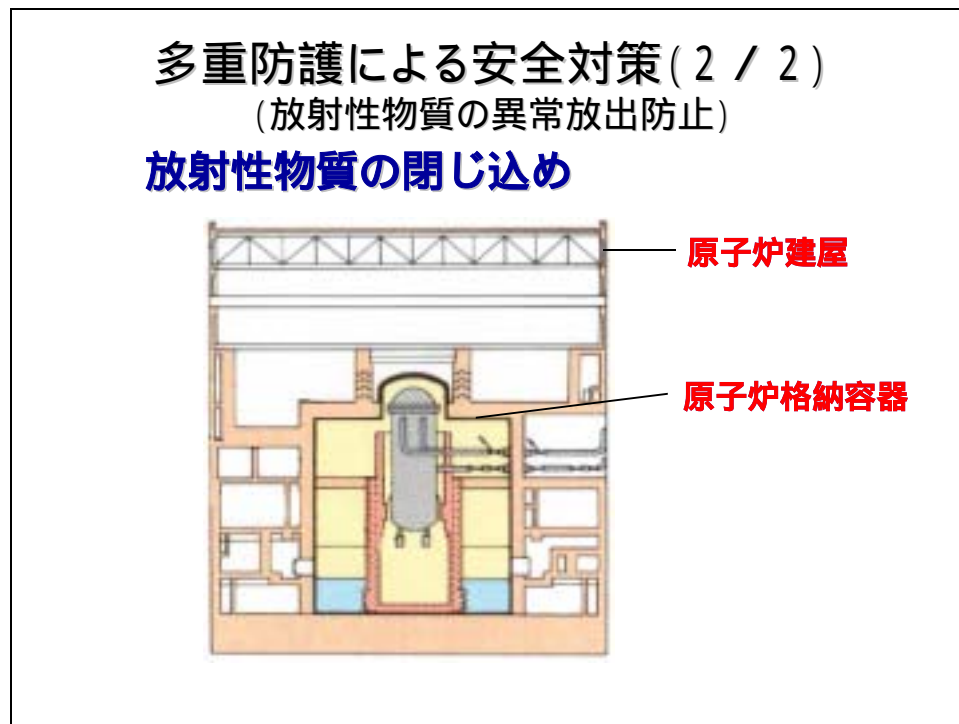 多重防護による安全対策(2/2)
(放射性物質の異常放出防止)
放射性物質の閉じ込め
原子炉建屋
原子炉格納容器